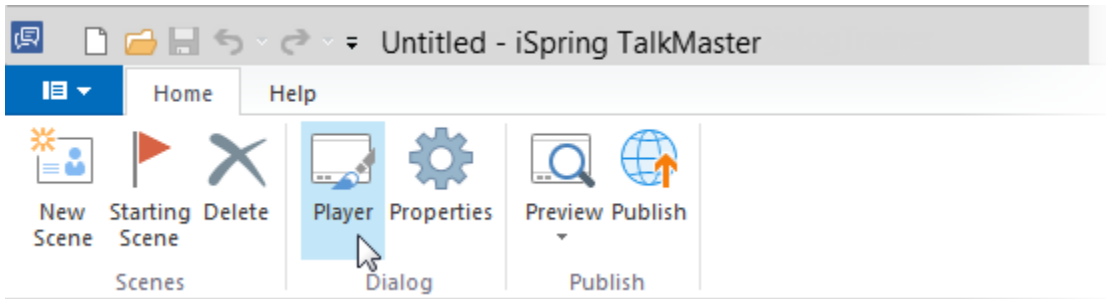 Untitled - iSpring TalkMaster
Home Help
New Scene
Starting Scene
Delete
Player
Properties
Preview
Publish
Scenes
Dialog
Publish